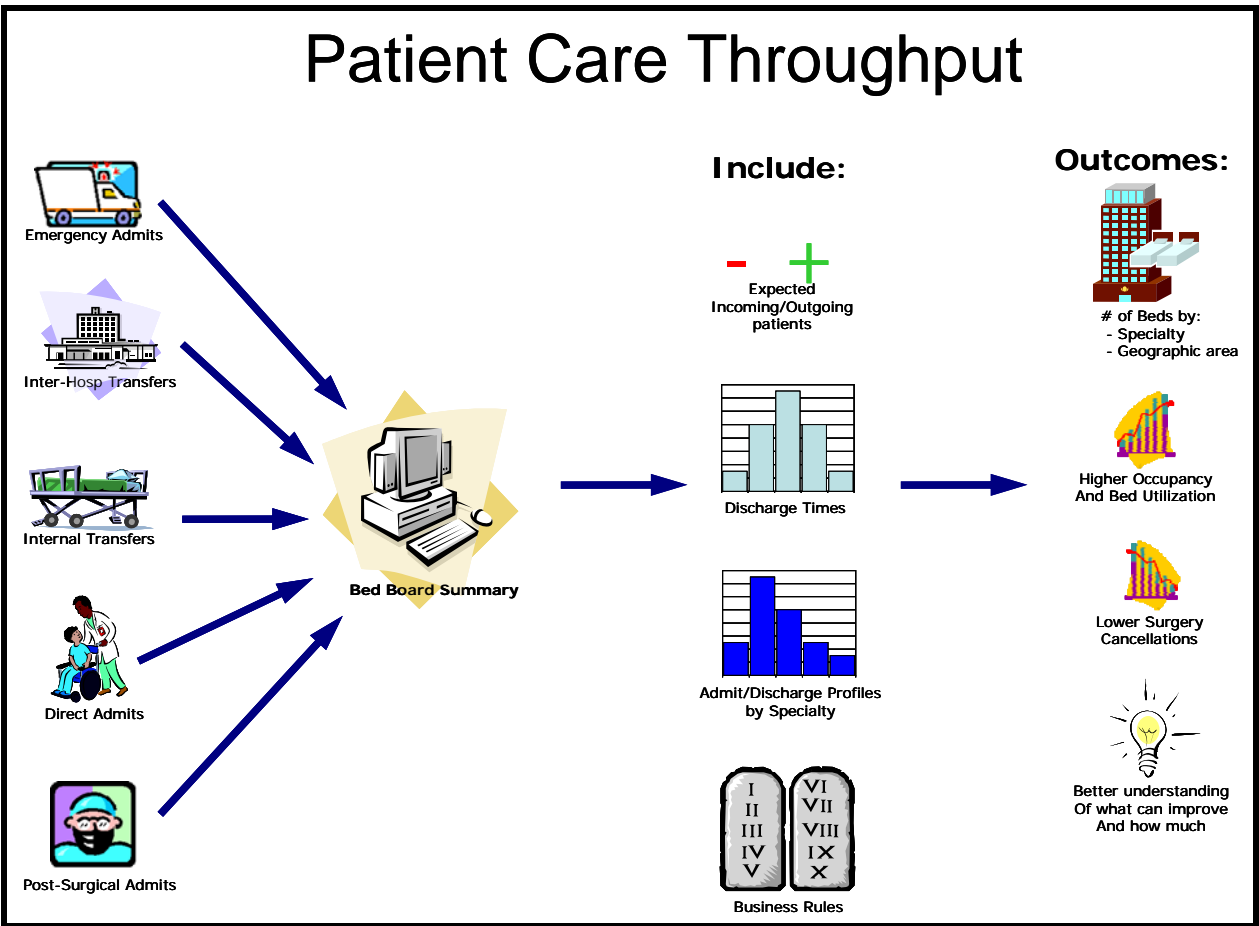 Patient Care Throughput
Emergency Admits
Inter-Hosp Transfers
Internal Transfers
Direct Admits
Post-Surgical Admits
Bed Board Summary
Include:
- +
Expected
Incoming/Outgoing
patients
Discharge Times
Admit/Discharge Profiles
by Specialty
I
II
III
IV
V
VI
VII
VIII
IX
X
Business Rules
Outcomes:
# of Beds by:
- Specialty
- Geographic area
Higher Occupancy
And Bed Utilization
Lower Surgery
Cancellations
Better understanding
Of what can improve
And how much